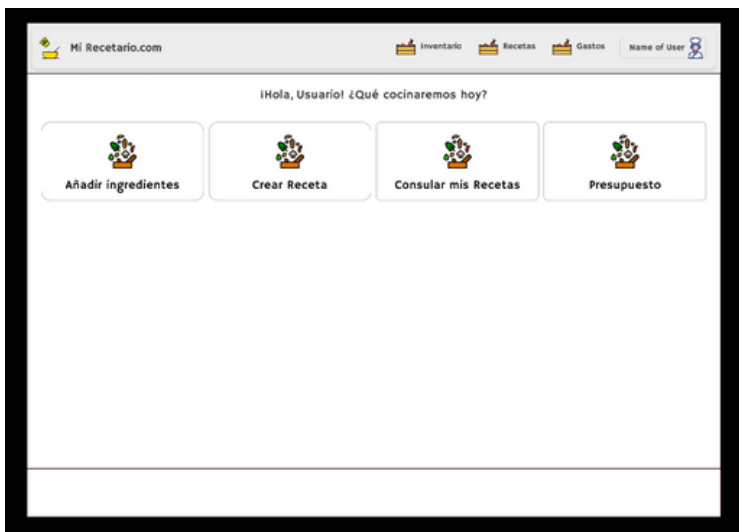 Mi Recetario.com
Inventario
Recetas
Gastos
Name of User
¡Hola, Usuario! ¿Qué cocinaremos hoy?
Añadir ingredientes
Crear Receta
Consular mis Recetas
Presupuesto